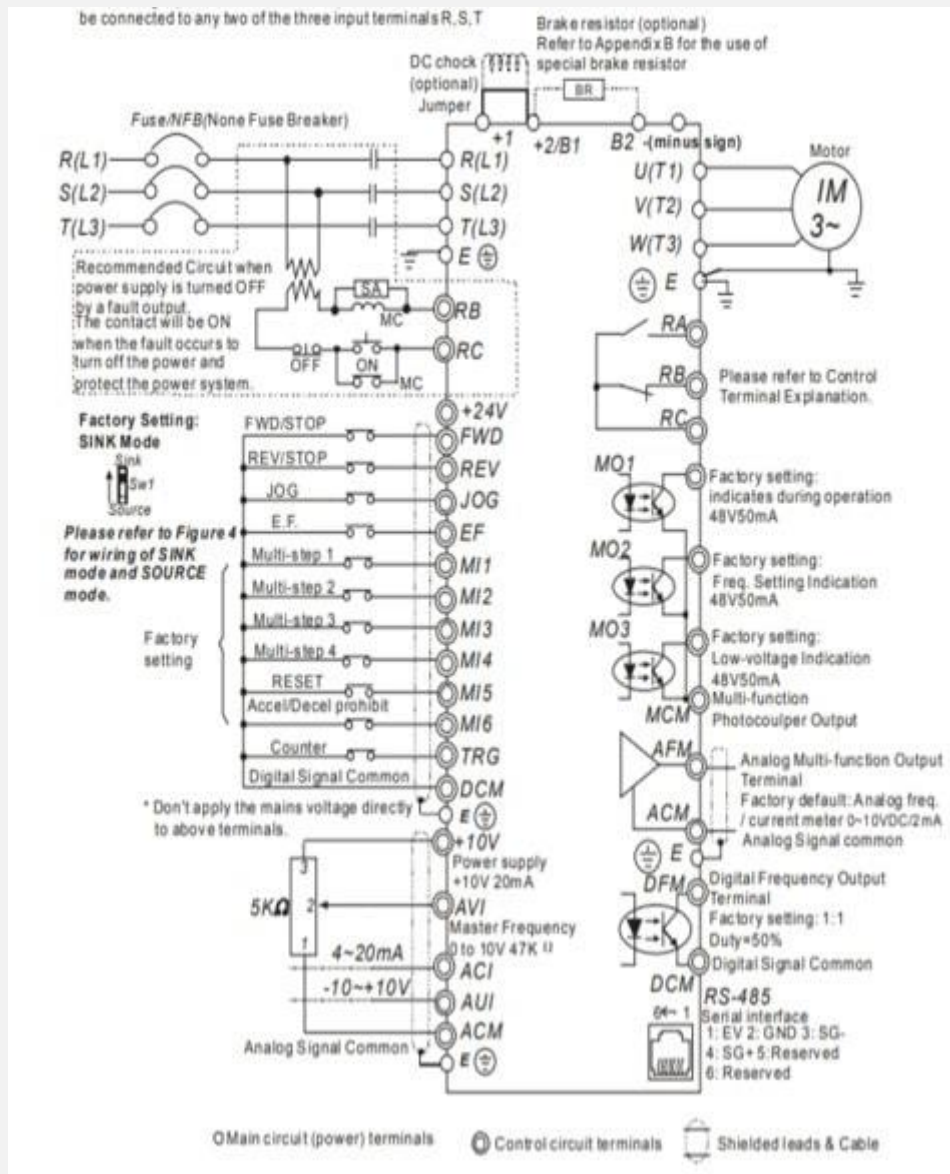 be connected to any two of the three input terminals R,S,T
Brake resistor (optional)
Refer to Appendix B for the use of
special brake resistor
DC chock
(optional)
Jumper
BR
Fuse/NFB(None Fuse Breaker)
+1
+2/B1
B2
-(minus sign)
R(L1)
S(L2)
T(L3)
R(L1)
S(L2)
T(L3)
E
U(T1)
V(T2)
W(T3)
E
Motor
IM
3~
Recommended Circuit when
power supply is turned OFF
by a fault output.
The contact will be ON
when the fault occurs to
turn off the power and
protect the power system.
SA
MC
OFF
ON
MC
RB
RC
RA
RB
RC
Please refer to Control
Terminal Explanation.
Factory Setting:
SINK Mode
Sink
Sw1
Source
Please refer to Figure 4
for wiring of SINK
mode and SOURCE
mode.
Factory
setting
+24V
FWD/STOP
FWD
REV/STOP
REV
JOG
JOG
E.F.
EF
Multi-step 1
MI1
Multi-step 2
MI2
Multi-step 3
MI3
Multi-step 4
MI4
RESET
MI5
Accel/Decel prohibit
MI6
Counter
TRG
Digital Signal Common
DCM
* Don't apply the mains voltage directly
to above terminals.
E
+10V
Power supply
+10V 20mA
3
5KΩ
2
1
AVI
Master Frequency
0 to 10V 47K
4~20mA
ACI
-10~+10V
AUI
ACM
Analog Signal Common
E
MO1
Factory setting:
indicates during operation
48V50mA
MO2
Factory setting:
Freq. Setting Indication
48V50mA
MO3
Factory setting:
Low-voltage Indication
48V50mA
MCM
Multi-function
Photocoulper Output
AFM
Analog Multi-function Output
Terminal
Factory default: Analog freq.
/ current meter 0~10VDC/2mA
ACM
Analog Signal common
E
DFM
Digital Frequency Output
Terminal
Factory setting: 1:1
Duty=50%
DCM
Digital Signal Common
RS-485
Serial interface
6← 1
1: EV 2: GND 3: SG-
4: SG+ 5:Reserved
6: Reserved
Main circuit (power) terminals
Control circuit terminals
Shielded leads & Cable